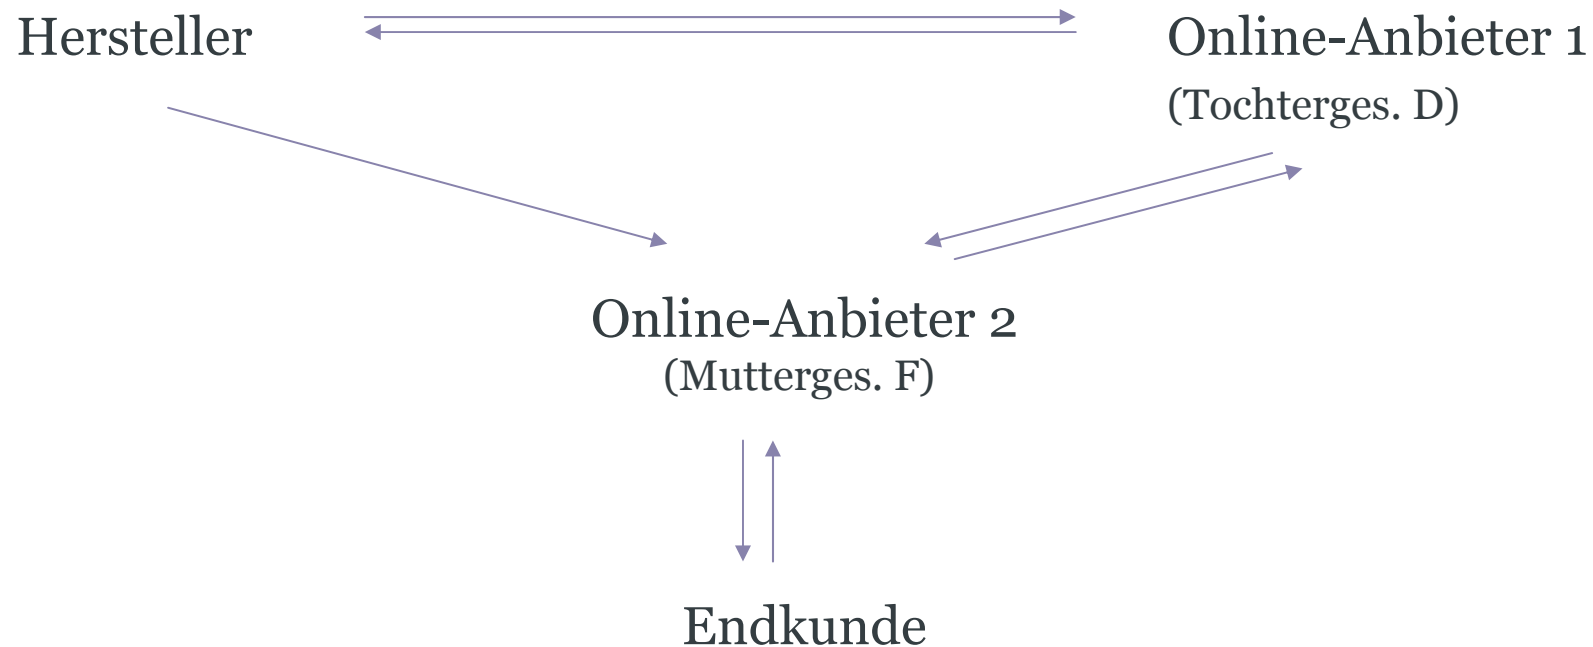 Hersteller
Online-Anbieter 1
(Tochterges. D)
Online-Anbieter 2
(Mutterges. F)
Endkunde